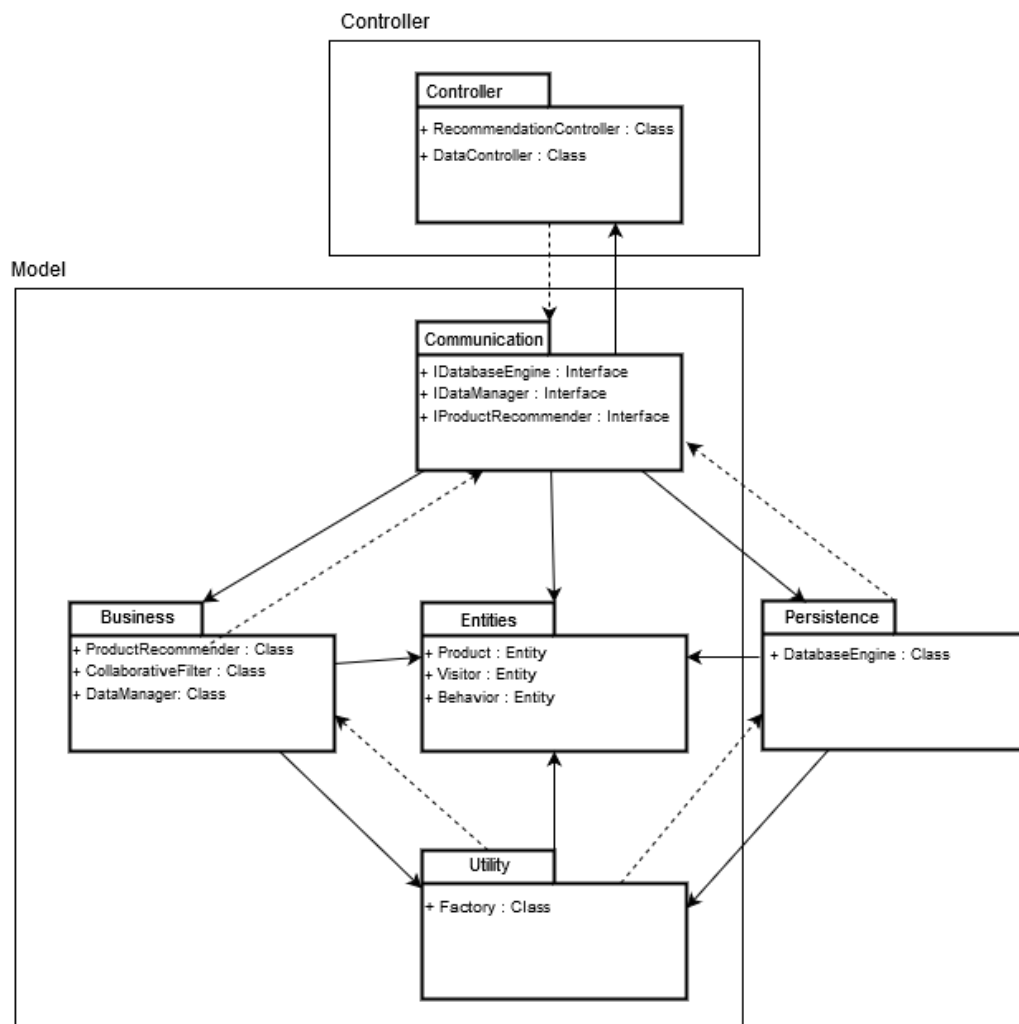 Controller
Controller
+ RecommendationController : Class
+ DataController : Class
Model
Communication
+ IDatabaseEngine : Interface
+ IDataManager : Interface
+ IProductRecommender : Interface
Business
+ ProductRecommender : Class
+ CollaborativeFilter : Class
+ DataManager: Class
Entities
+ Product : Entity
+ Visitor : Entity
+ Behavior : Entity
Persistence
+ DatabaseEngine : Class
Utility
+ Factory : Class